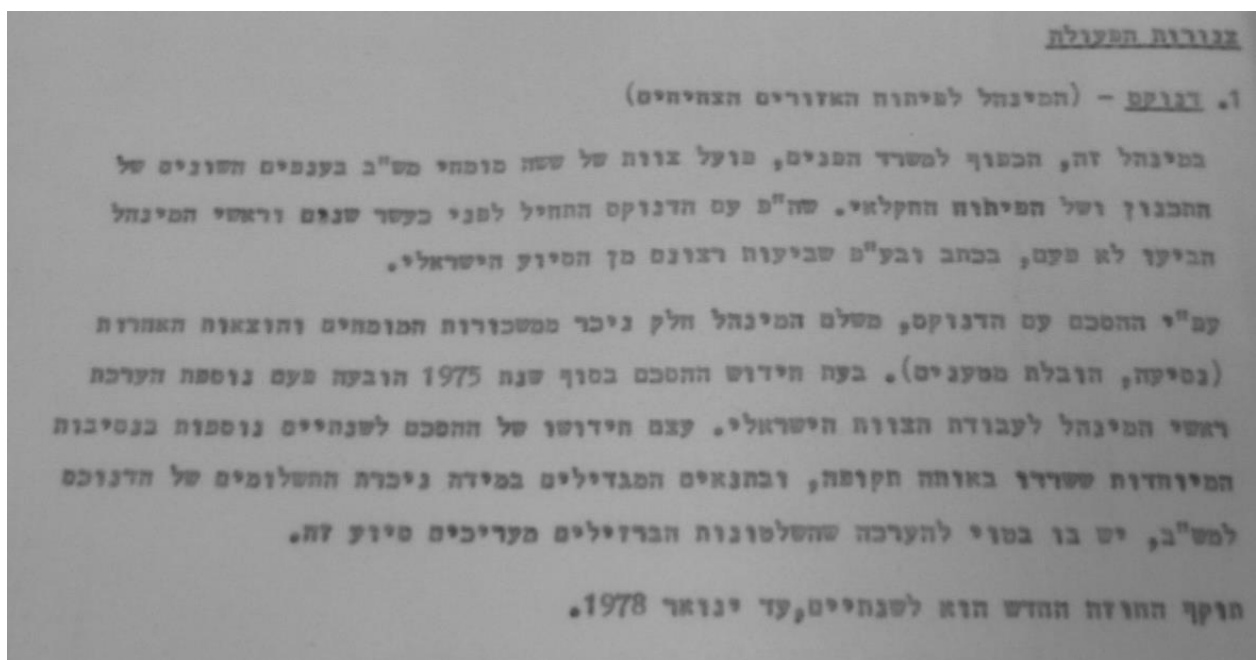 צנורות הפעולה
1. דנוקס - (המינהל לפיתוח האזורים הצחיחים)
במינהל זה, הכפוף למשרד הפנים, פועל צוות של ששה מומחי מש"ב בענפים השונים של
התכנון ושל הפיתוח החקלאי. שה"פ עם הדנוקס התחיל לפני כעשר שנים וראשי המינהל
הביעו לא פעם, בכתב ובע"פ שביעות רצונם מן הסיוע הישראלי.
עפ"י ההסכם עם הדנוקס, משלם המינהל חלק ניכר ממשכורות המומחים והוצאות האחרות
(נסיעה, הובלת מטענים). בעת חידוש ההסכם בסוף שנת 1975 הובעה פעם נוספת הערכת
ראשי המינהל לעבודת הצוות הישראלי. עצם חידושו של ההסכם לשנתיים נוספות בנסיבות
המיוחדות ששררו באותה תקופה, ובתנאים המגדילים במידה ניכרת התשלומים של הדנוכס
למש"ב, יש בו בטוי להערכה שהשלטונות הברזילים מעריכים סיוע זה.
תוקף החוזה החדש הוא לשנתיים,עד ינואר 1978.